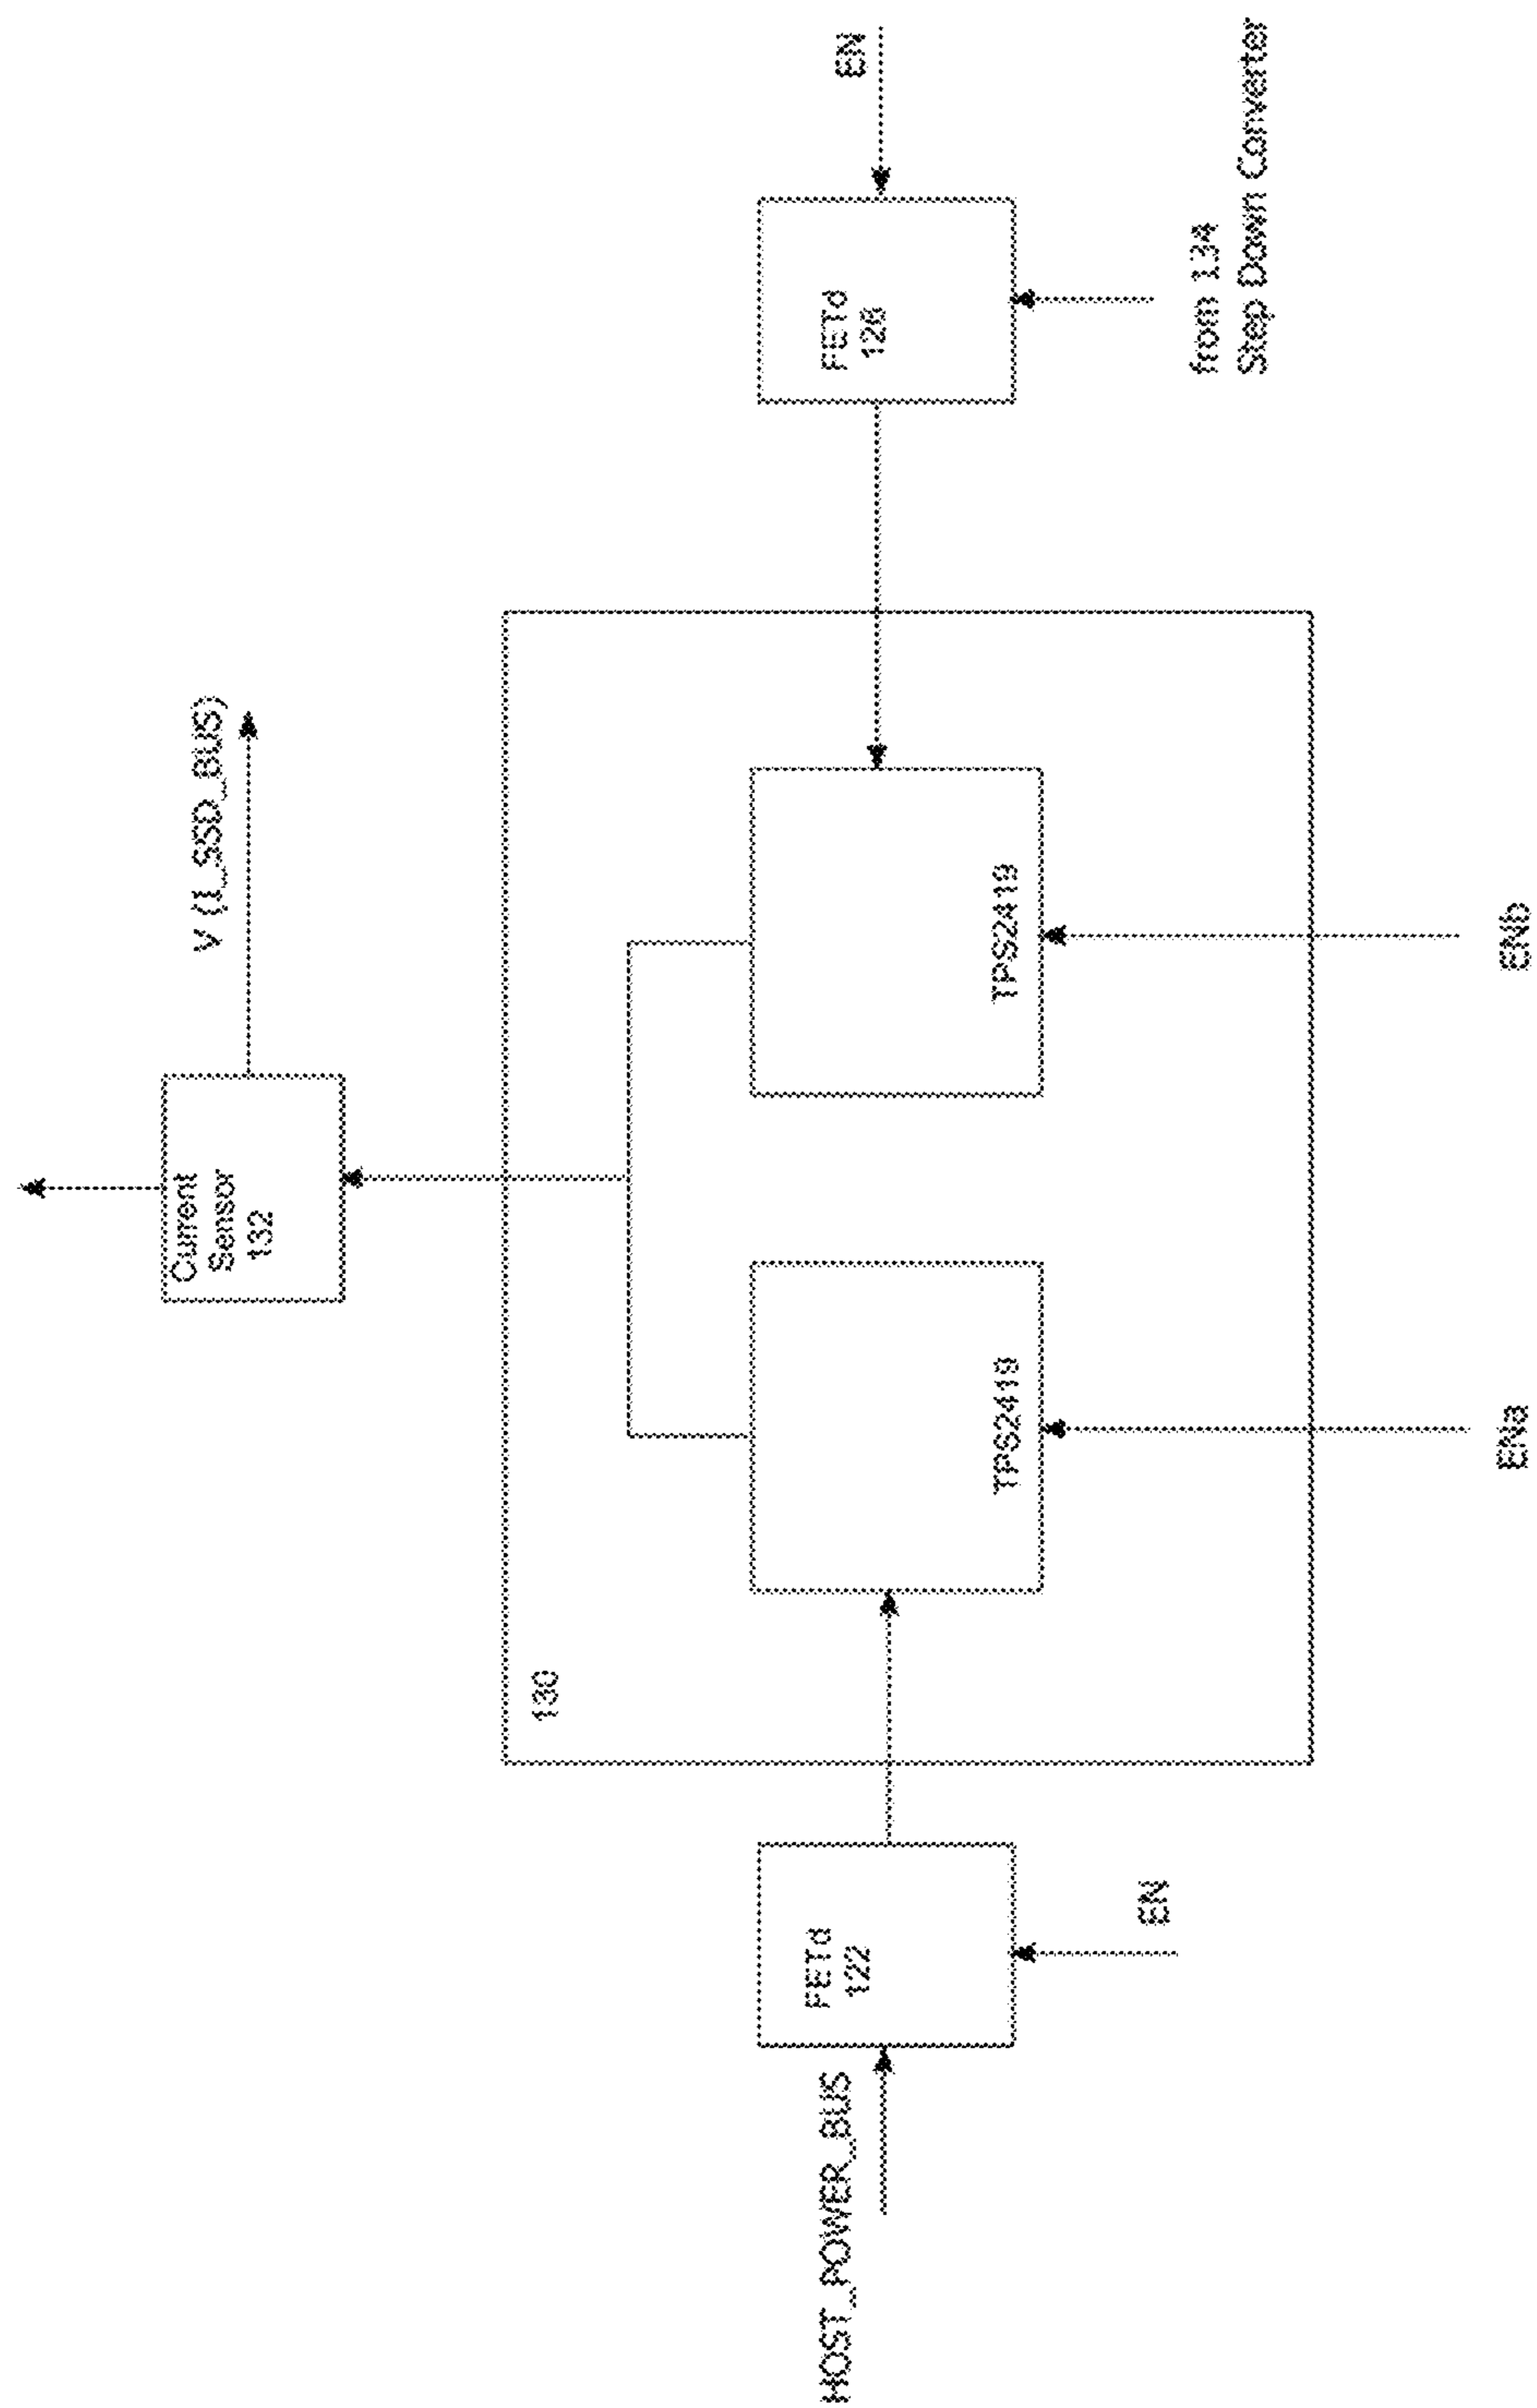 V (I_SSD_BUS)
Current
Sensor
132
130
HOST_POWER_BUS
FETd
122
EN
TPS2419
TPS2419
FETd
126
EN
ENa
ENb
from 134
Step Down Converter